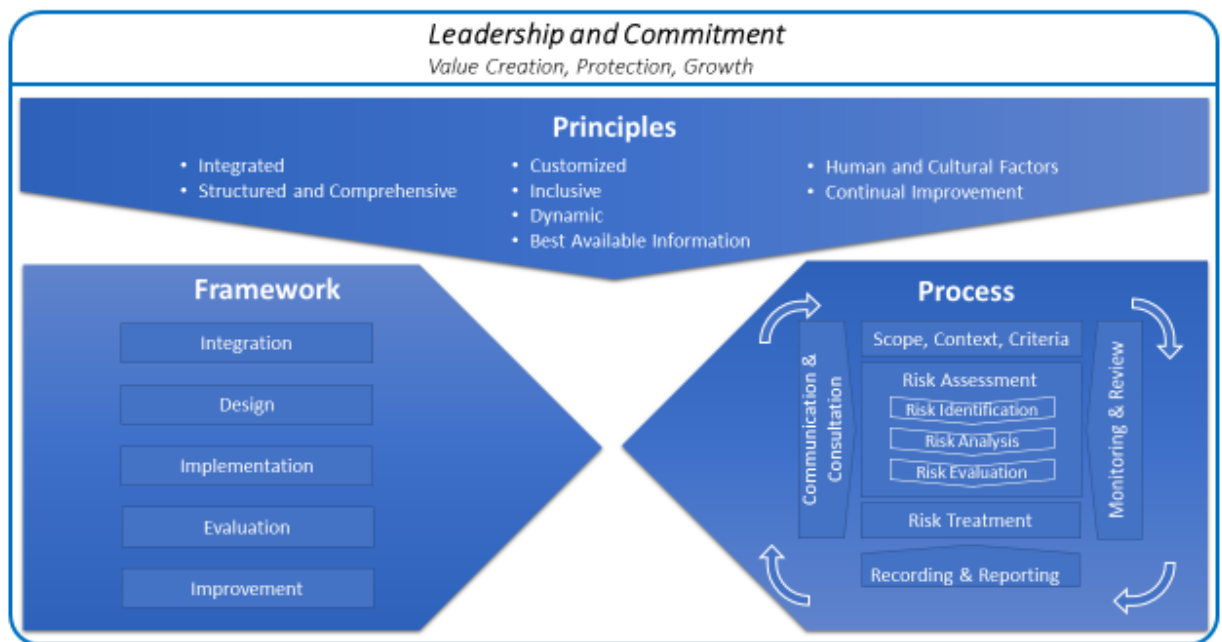 Leadership and Commitment
Value Creation, Protection, Growth
Principles
• Integrated
• Structured and Comprehensive
• Customized
• Inclusive
• Dynamic
• Best Available Information
• Human and Cultural Factors
• Continual Improvement
Framework
Integration
Design
Implementation
Evaluation
Improvement
Process
Communication &
Consultation
Scope, Context, Criteria
Risk Assessment
Risk Identification
Risk Analysis
Risk Evaluation
Risk Treatment
Recording & Reporting
Monitoring & Review